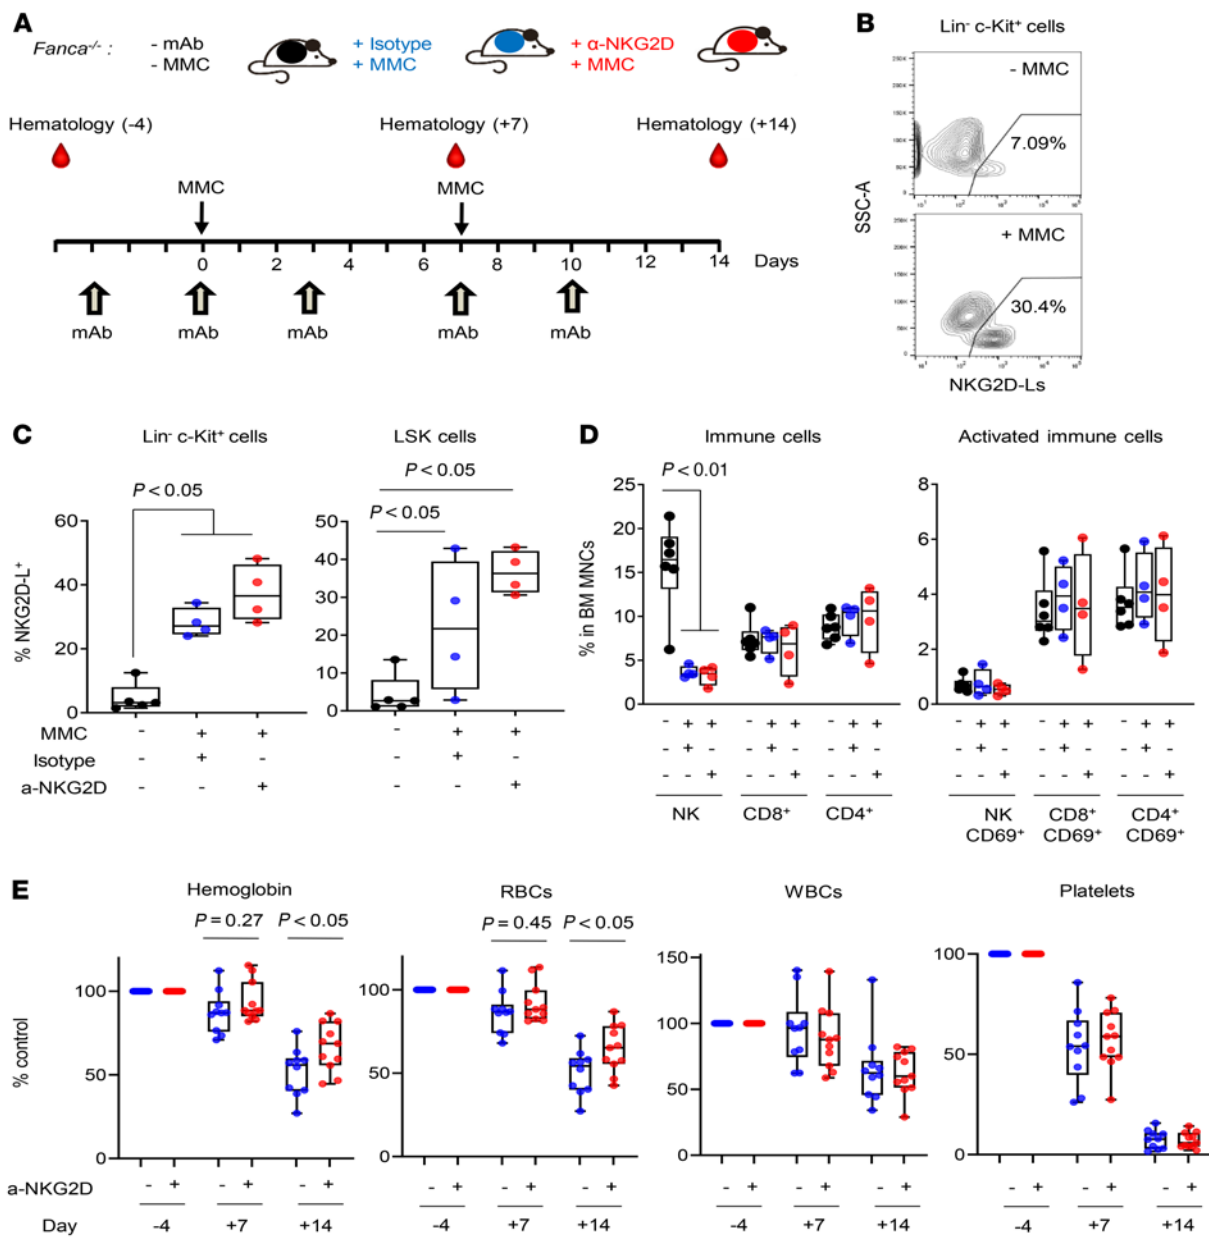 A
Fanca-/- :
- mAb
- MMC
+ Isotype
+ MMC
+ α-NKG2D
+ MMC
Hematology (-4)
Hematology (+7)
Hematology (+14)
MMC
MMC
0 2 4 6 8 10 12 14 Days
mAb mAb mAb mAb mAb
B
Lin- c-Kit+ cells
- MMC
7.09%
+ MMC
30.4%
SSC-A
NKG2D-Ls
C
Lin- c-Kit+ cells
P < 0.05
% NKG2D-L+
60
40
20
0
LSK cells
P < 0.05
P < 0.05
50
40
30
20
10
0
MMC - + + - + +
Isotype - + - - + -
a-NKG2D - - + - - +
D
Immune cells
P < 0.01
% in BM MNCs
25
20
15
10
5
0
- + + - + + - + +
- + - - + - - + -
- - + - - + - - +
NK CD8+ CD4+
Activated immune cells
8
6
4
2
0
- + + - + + - + +
- + - - + - - + -
- - + - - + - - +
NK CD8+ CD4+
CD69+ CD69+ CD69+
E
Hemoglobin
P = 0.27 P < 0.05
% control
100
50
0
RBCs
P = 0.45 P < 0.05
100
50
0
WBCs
150
100
50
0
Platelets
100
50
0
a-NKG2D - + - + - + - + - + - + - + - + - + - + - + - +
Day -4 +7 +14 -4 +7 +14 -4 +7 +14 -4 +7 +14